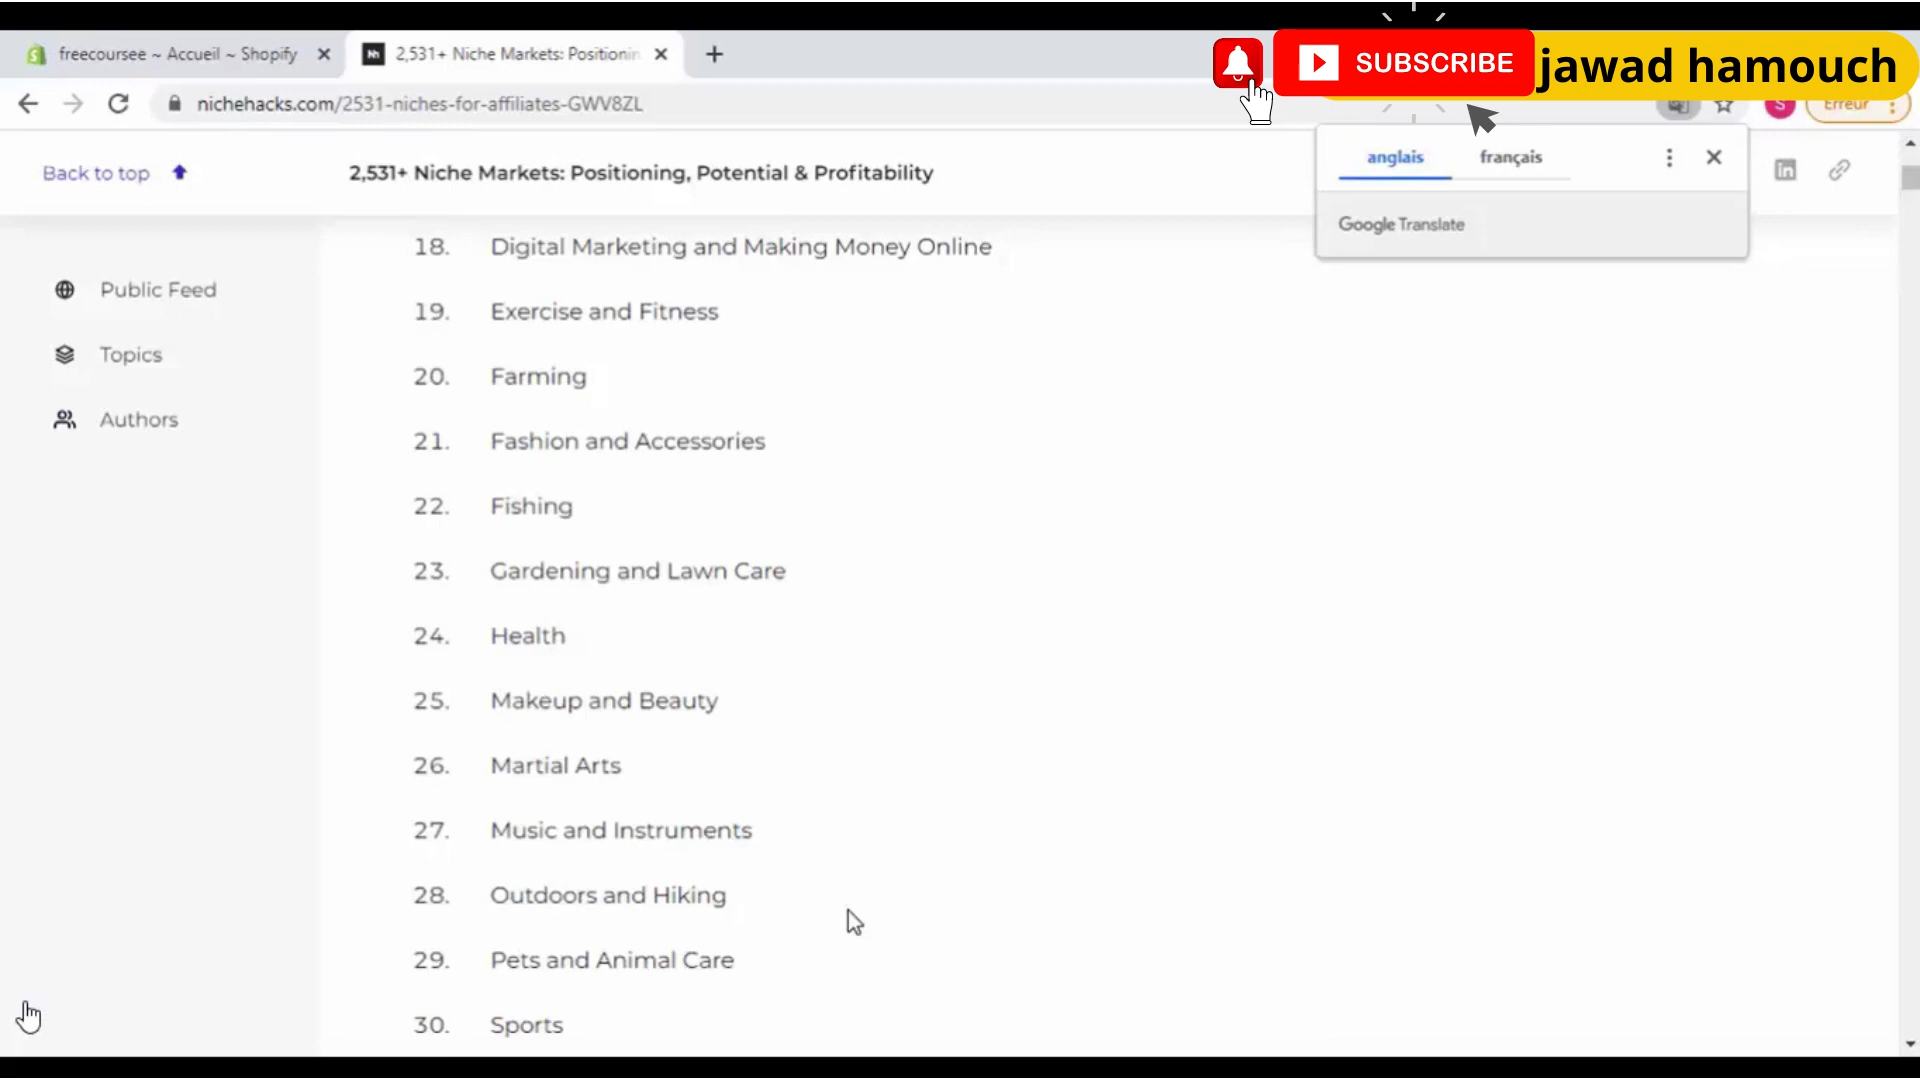 freecoursee ~ Accueil ~ Shopify
2,531+ Niche Markets: Positionin
SUBSCRIBE
jawad hamouch
nichehacks.com/2531-niches-for-affiliates-GWV8ZL
S
Erreur
Back to top
2,531+ Niche Markets: Positioning, Potential & Profitability
anglais
français
Google Translate
Public Feed
Topics
Authors
18. Digital Marketing and Making Money Online
19. Exercise and Fitness
20. Farming
21. Fashion and Accessories
22. Fishing
23. Gardening and Lawn Care
24. Health
25. Makeup and Beauty
26. Martial Arts
27. Music and Instruments
28. Outdoors and Hiking
29. Pets and Animal Care
30. Sports